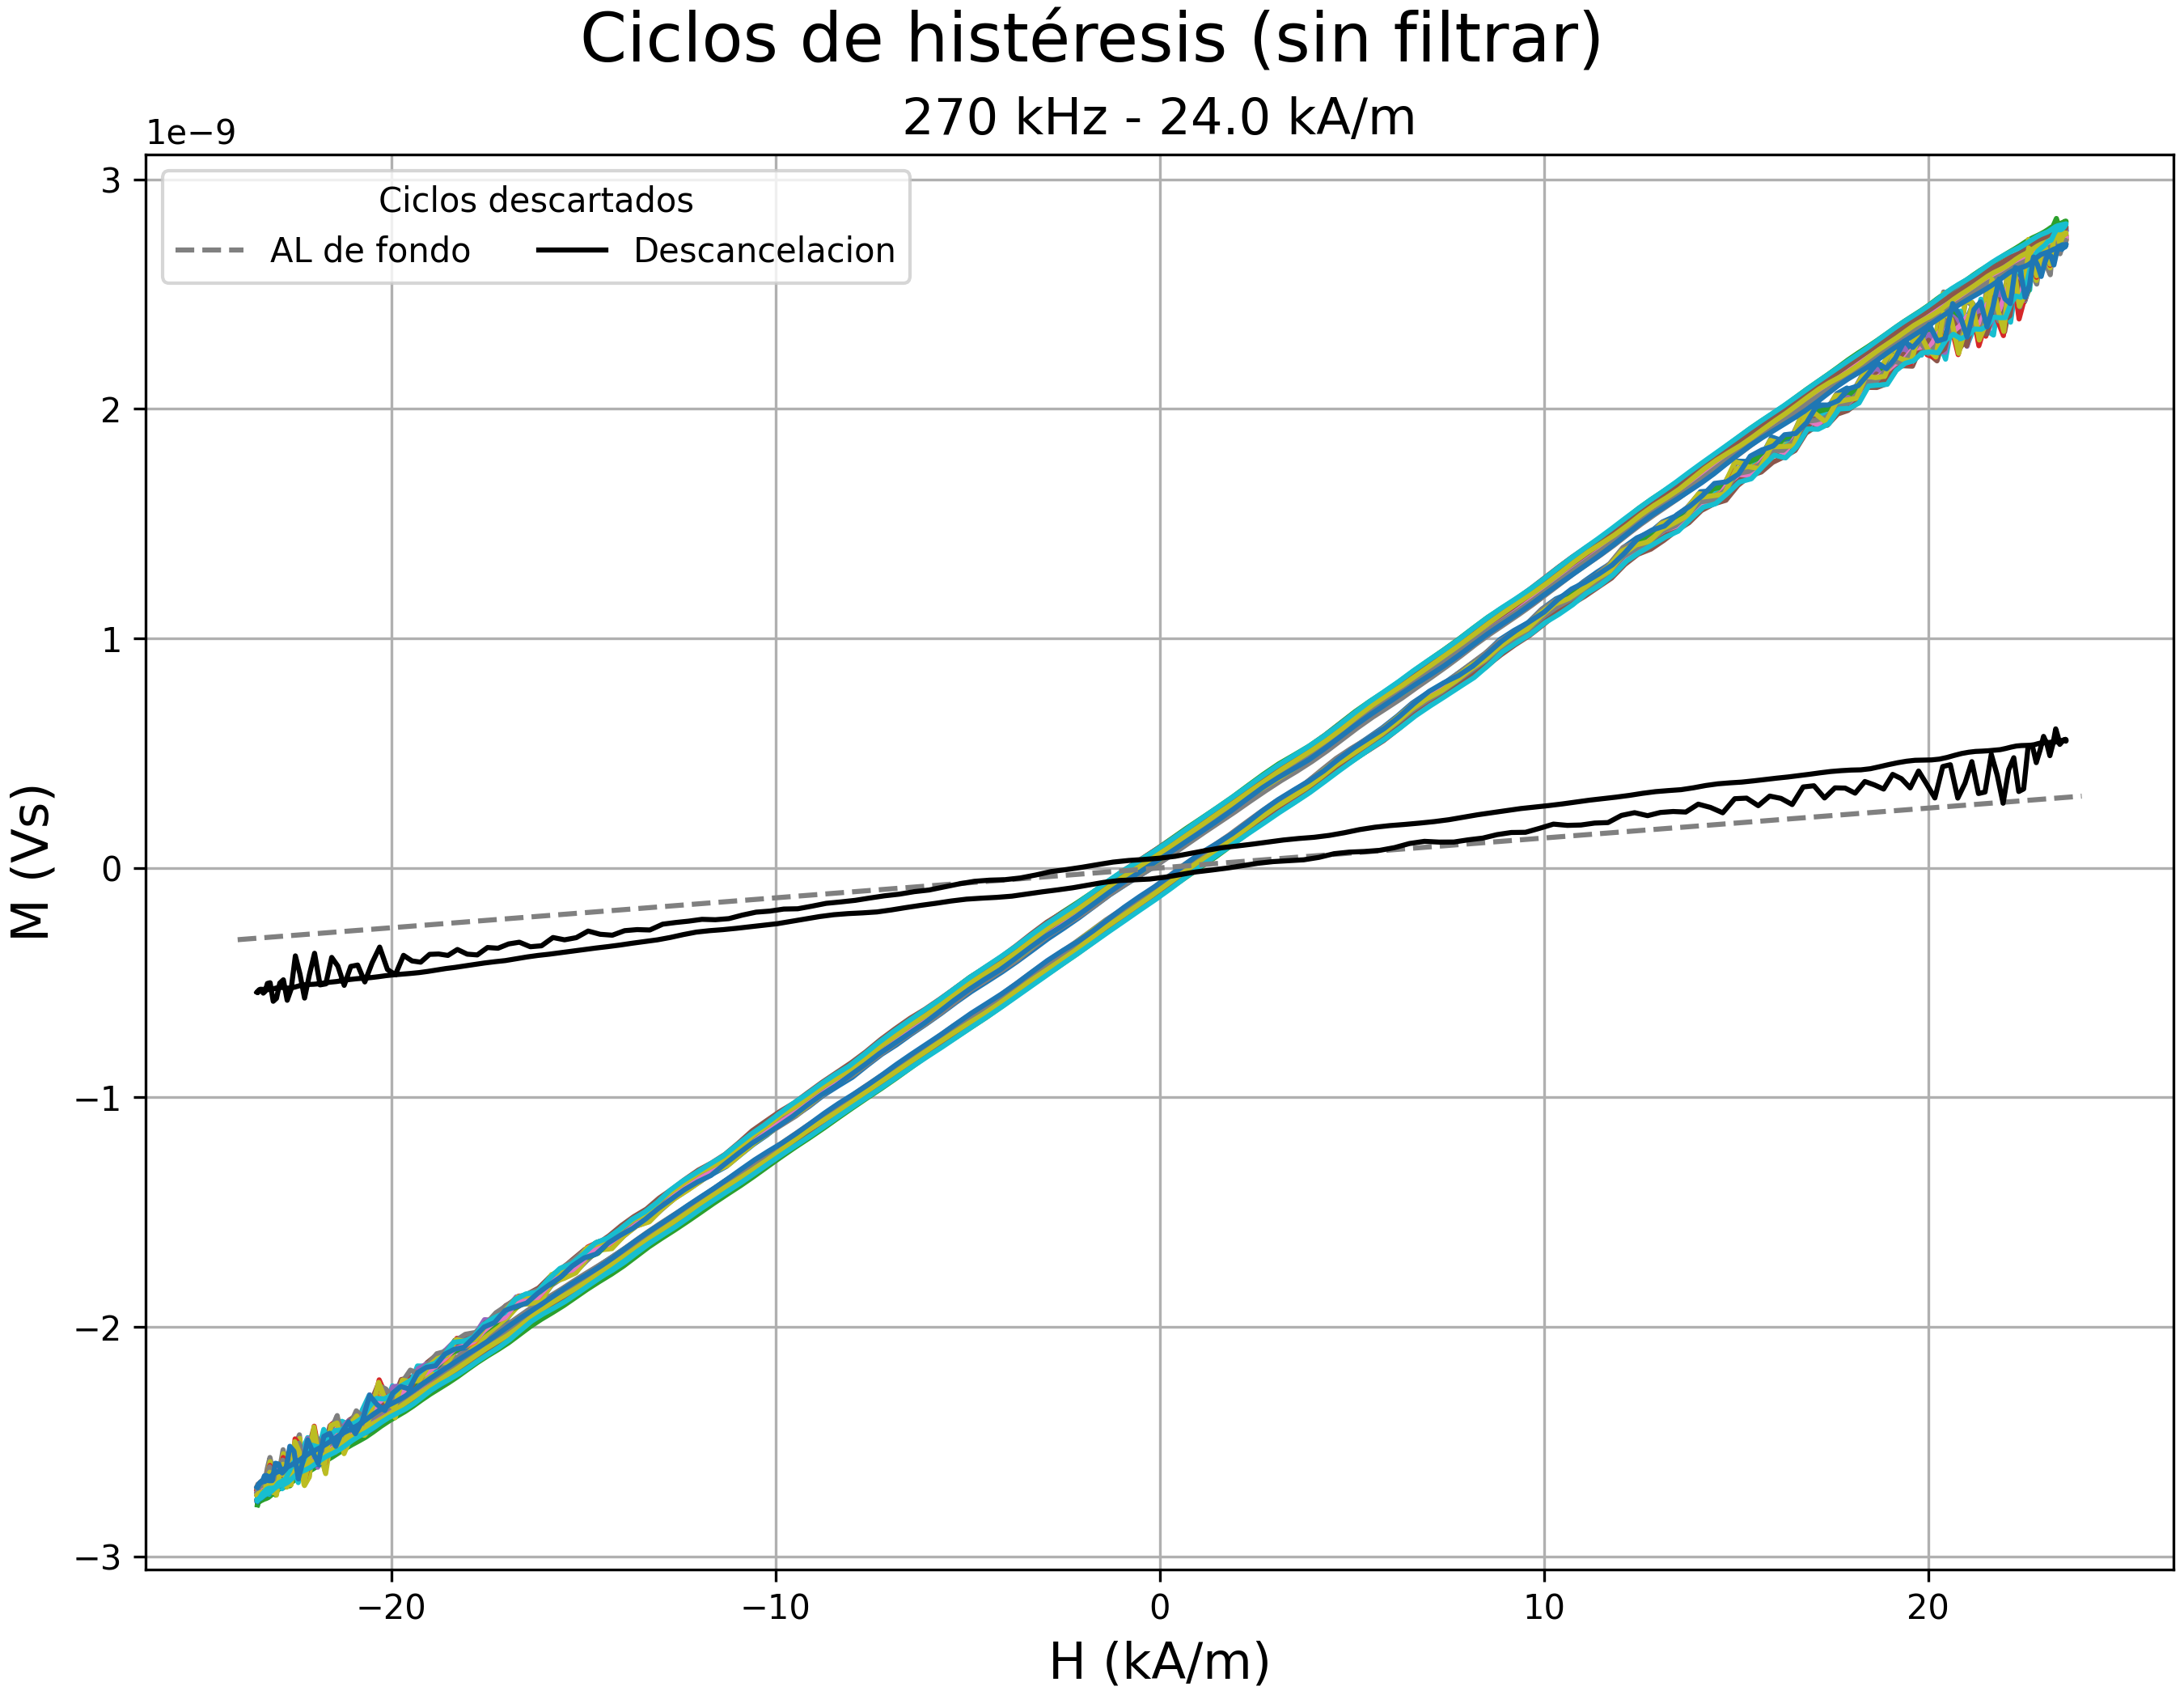 Ciclos de histéresis (sin filtrar)
270 kHz - 24.0 kA/m
1e−9
Ciclos descartados
AL de fondo
Descancelacion
3
2
1
0
−1
−2
−3
M (Vs)
−20
−10
0
10
20
H (kA/m)